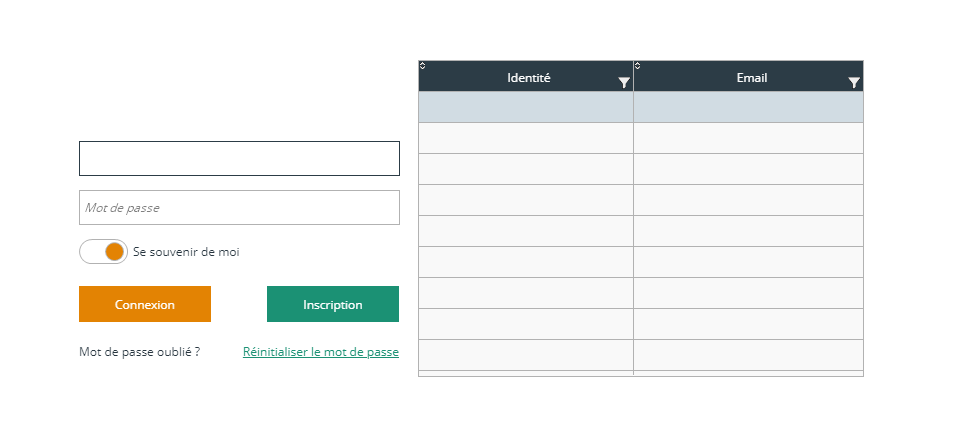 Identité
Email
Mot de passe
Se souvenir de moi
Connexion
Inscription
Mot de passe oublié ?
Réinitialiser le mot de passe